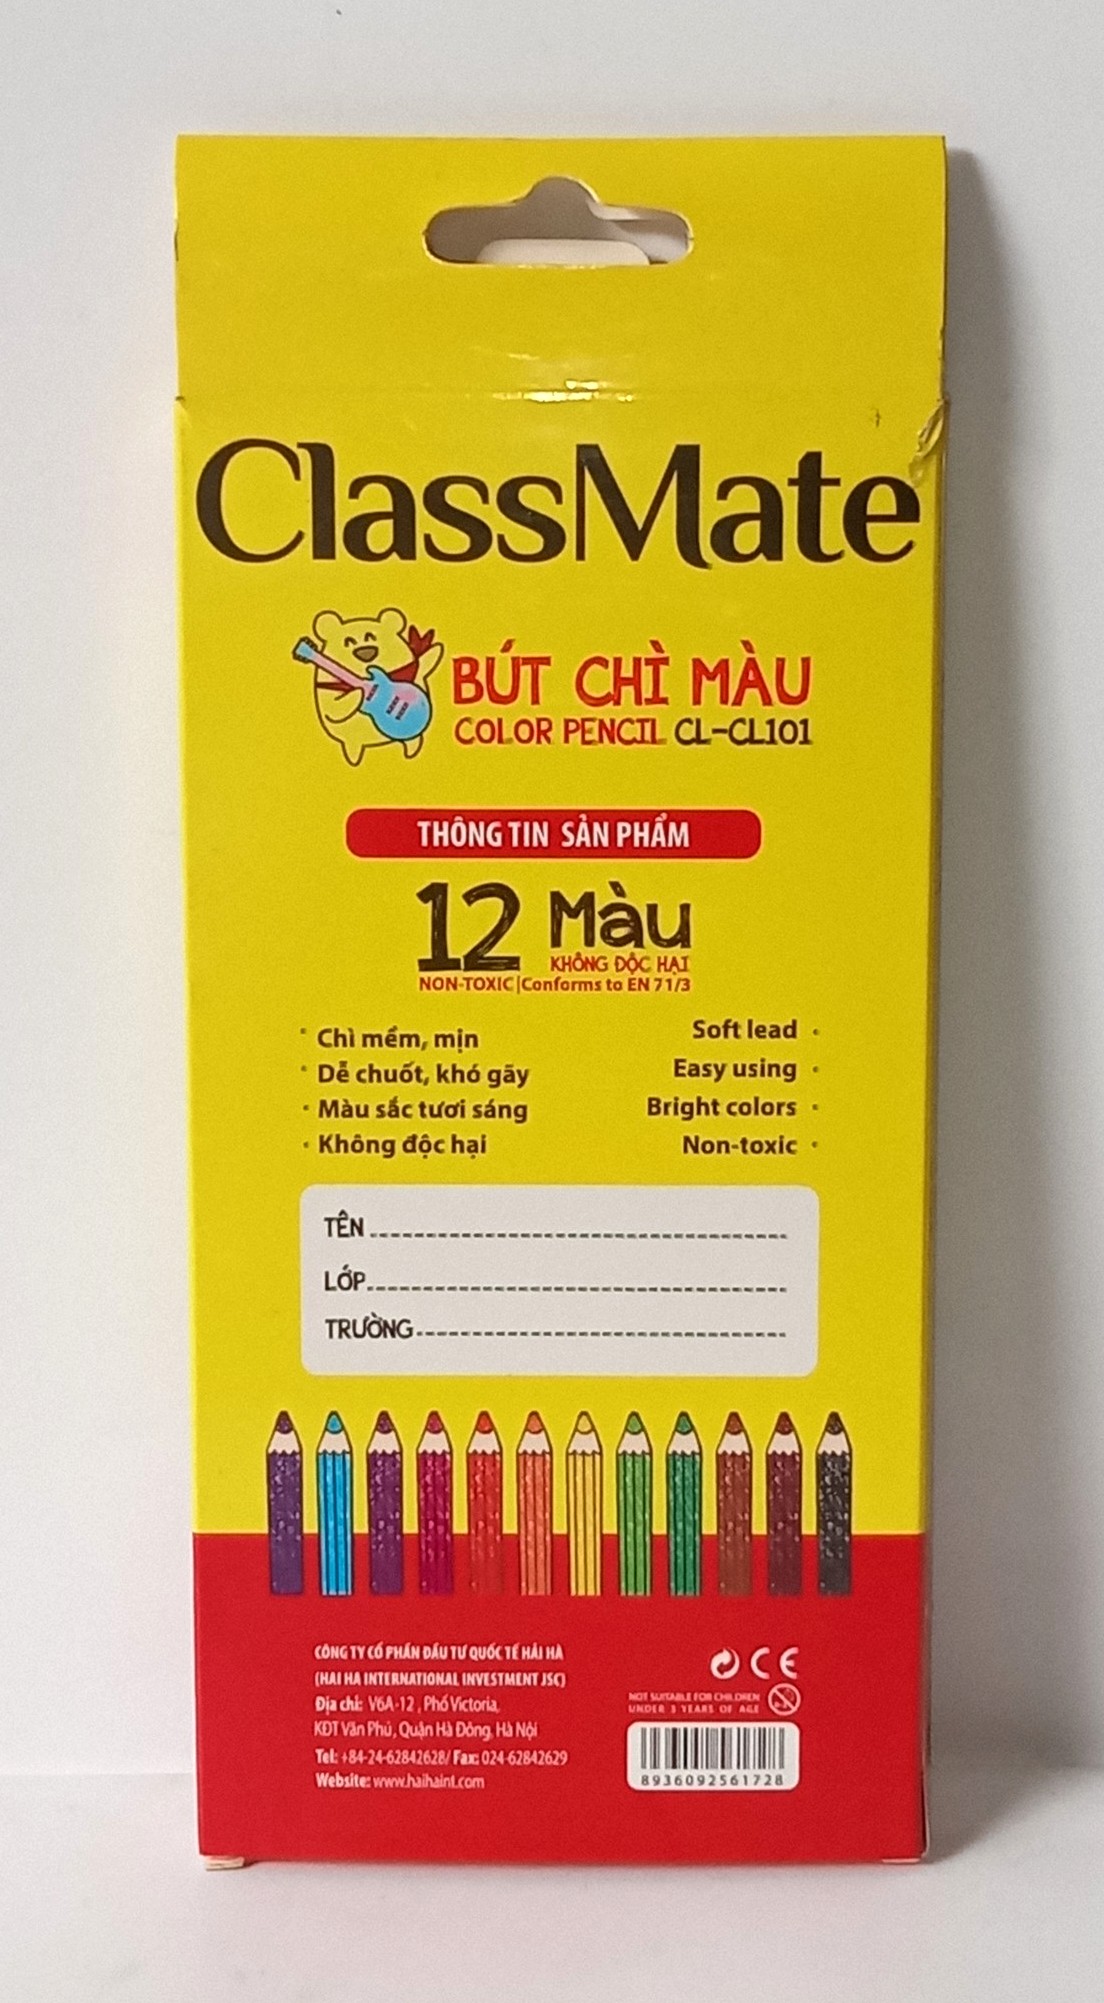 ClassMate
BÚT CHÌ MÀU
COLOR PENCIL CL-CL101
THÔNG TIN SẢN PHẨM
12 Màu
KHÔNG ĐỘC HẠI
NON-TOXIC|Conforms to EN 71/3
Chì mềm, mịn
Dễ chuốt, khó gãy
Màu sắc tươi sáng
Không độc hại
Soft lead
Easy using
Bright colors
Non-toxic
TÊN
LỚP
TRƯỜNG
CÔNG TY CỔ PHẦN ĐẦU TƯ QUỐC TẾ HẢI HÀ
(HAI HA INTERNATIONAL INVESTMENT JSC)
Địa chỉ: V6A-12 , Phố Victoria,
KĐT Văn Phú, Quận Hà Đông, Hà Nội
Tel: +84-24-62842628/ Fax: 024-62842629
Website: www.haihaint.com
CE
NOT SUITABLE FOR CHILDREN
UNDER 3 YEARS OF AGE
8936092561728